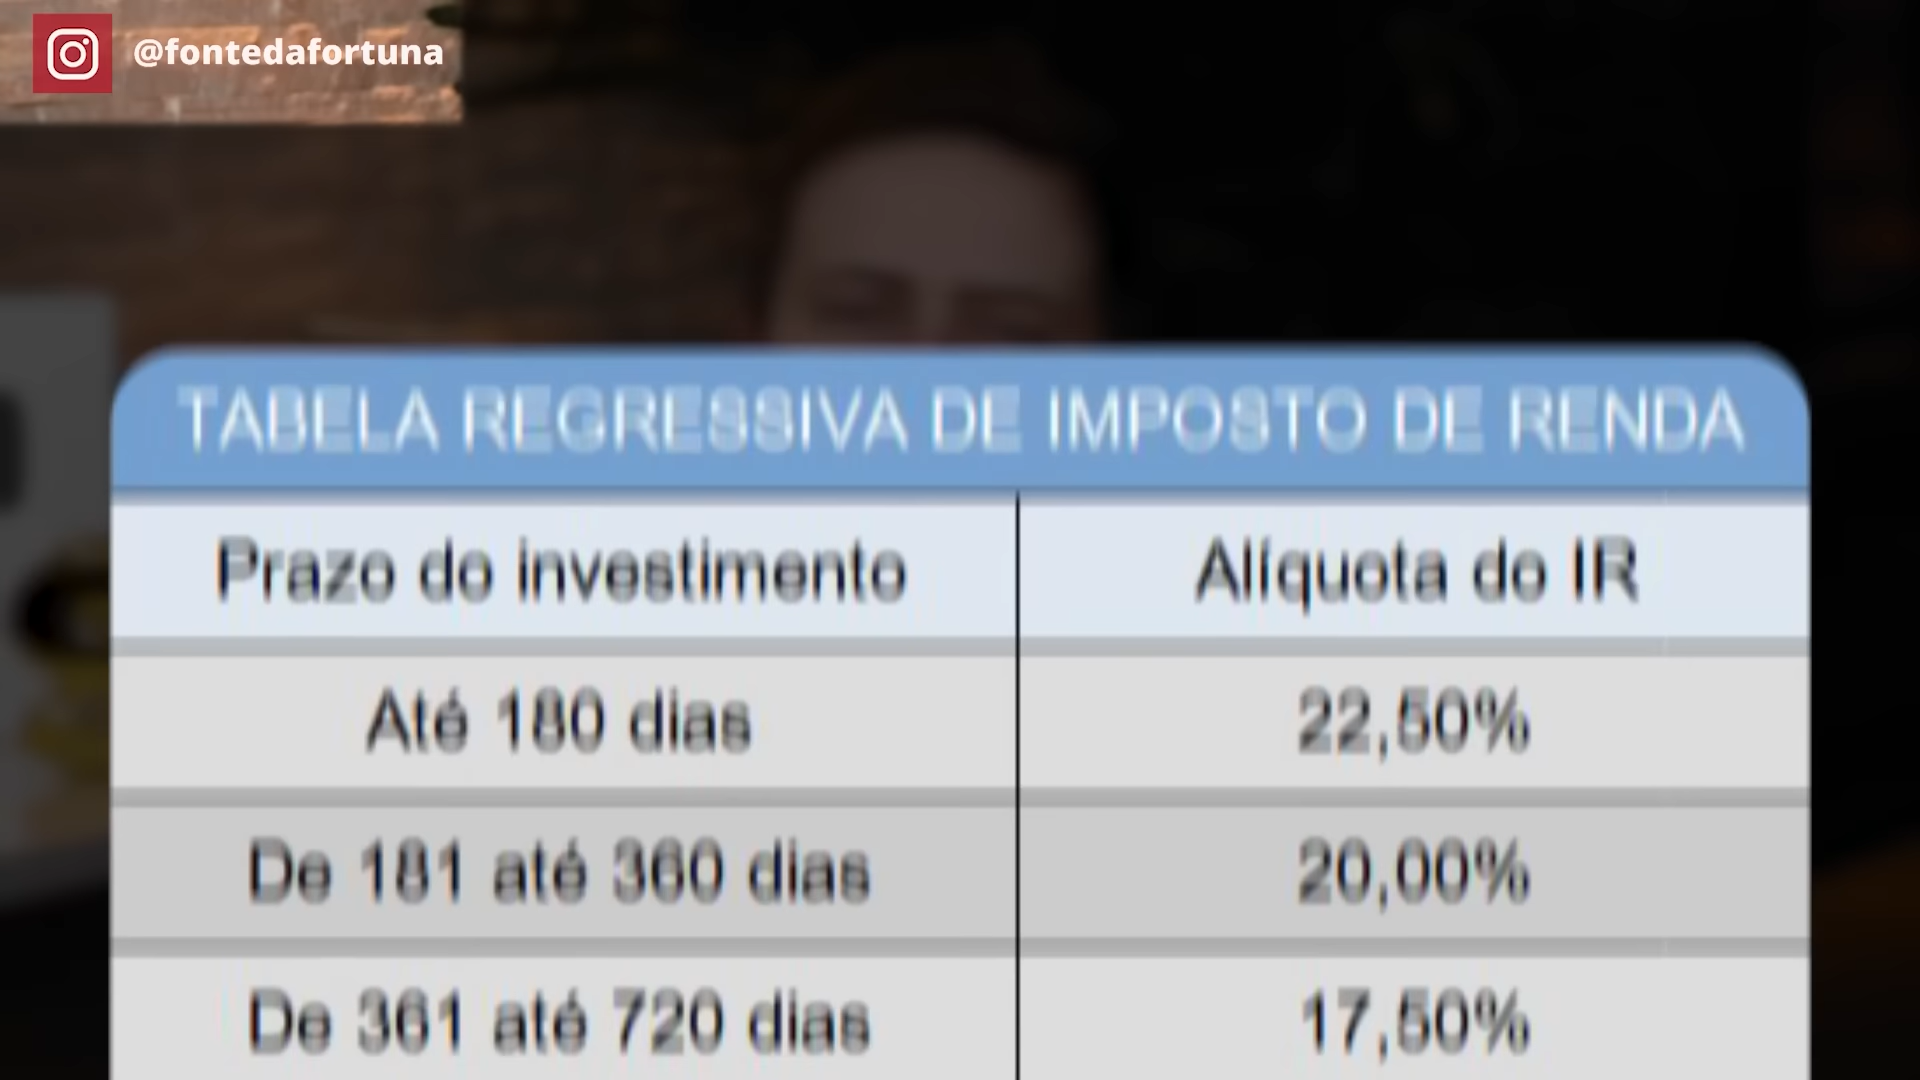 @fontedafortuna
TABELA REGRESSIVA DE IMPOSTO DE RENDA
Prazo do investimento Alíquota do IR
Até 180 dias 22,50%
De 181 até 360 dias 20,00%
De 361 até 720 dias 17,50%